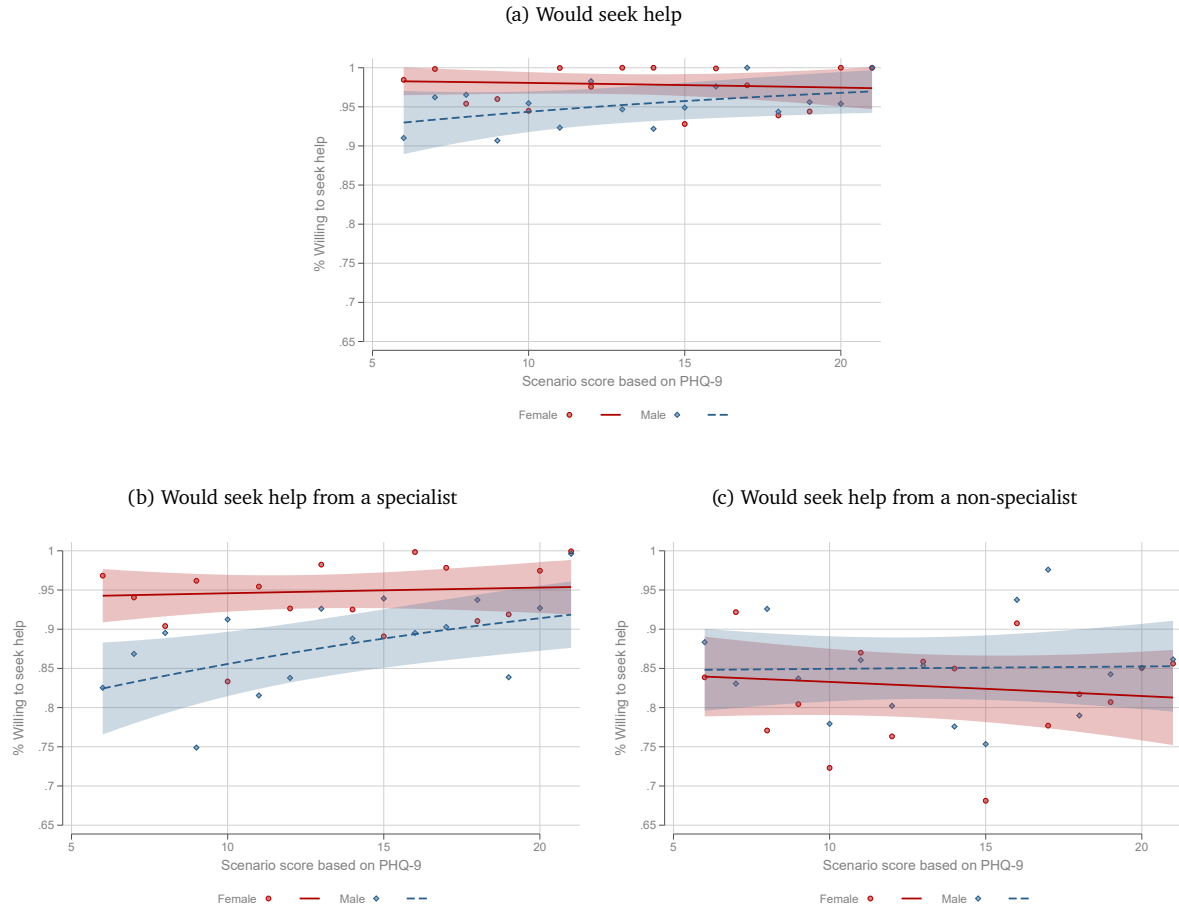 (a) Would seek help
1
.95
.9
.85
.8
.75
.7
.65
% Willing to seek help
5 10 15 20
Scenario score based on PHQ-9
Female Male
(b) Would seek help from a specialist
1
.95
.9
.85
.8
.75
.7
.65
% Willing to seek help
5 10 15 20
Scenario score based on PHQ-9
Female Male
(c) Would seek help from a non-specialist
1
.95
.9
.85
.8
.75
.7
.65
% Willing to seek help
5 10 15 20
Scenario score based on PHQ-9
Female Male